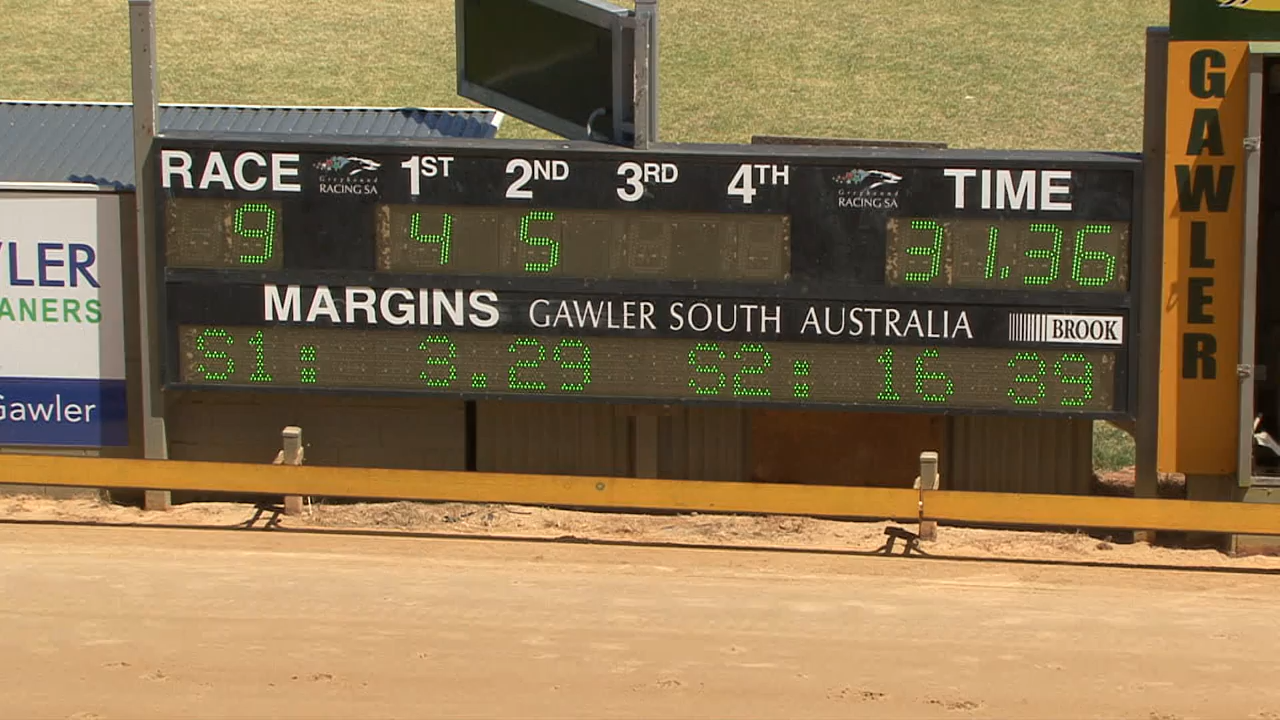 RACE Greyhound RACING SA 1ST 2ND 3RD 4TH Greyhound RACING SA TIME
9 4 5 31.36
MARGINS GAWLER SOUTH AUSTRALIA BROOK
S1: 3.29 S2: 16 39
GAWLER
LER
ANERS
Gawler